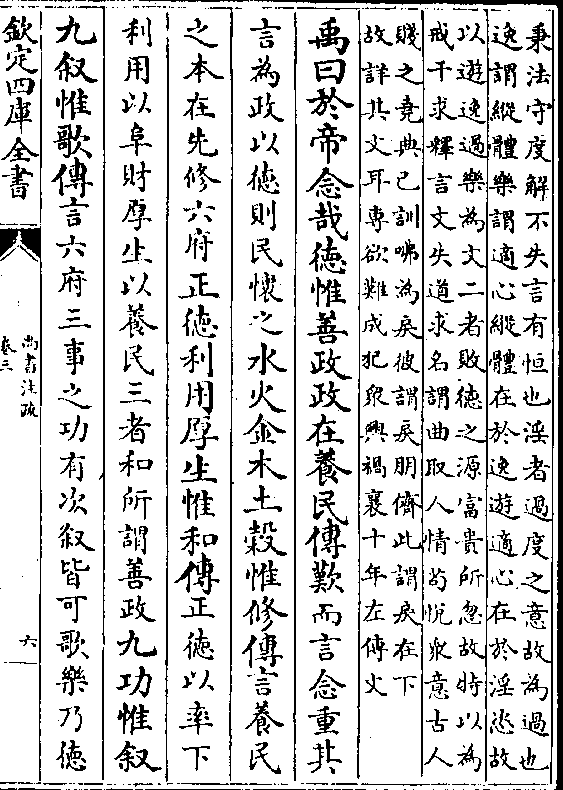 秉法守度解不失言有恒也淫者過度之意故為過也
逸謂縱體樂謂適心縱體在於逸遊適心在於淫恣故
以遊逸過樂為文二者敗德之源富貴所忽故特以為
戒干求釋言文失道求名謂曲取人情苟悅衆意古人
賤之堯典已訓咈為戾彼謂戾朋儕此謂戾在下
故詳其文耳專欲難成犯衆興禍襄十年左傳文
禹曰於帝念哉德惟善政政在養民傳歎而言念重其
言為政以德則民懷之水火金木土榖惟修傳言養民
之本在先修六府正德利用厚生惟和傳正德以率下
利用以阜財厚生以養民三者和所謂善政九功惟叙
九叙惟歌傳言六府三事之功有次叙皆可歌樂乃德
欽定四庫全書
尚書注疏
卷三
六